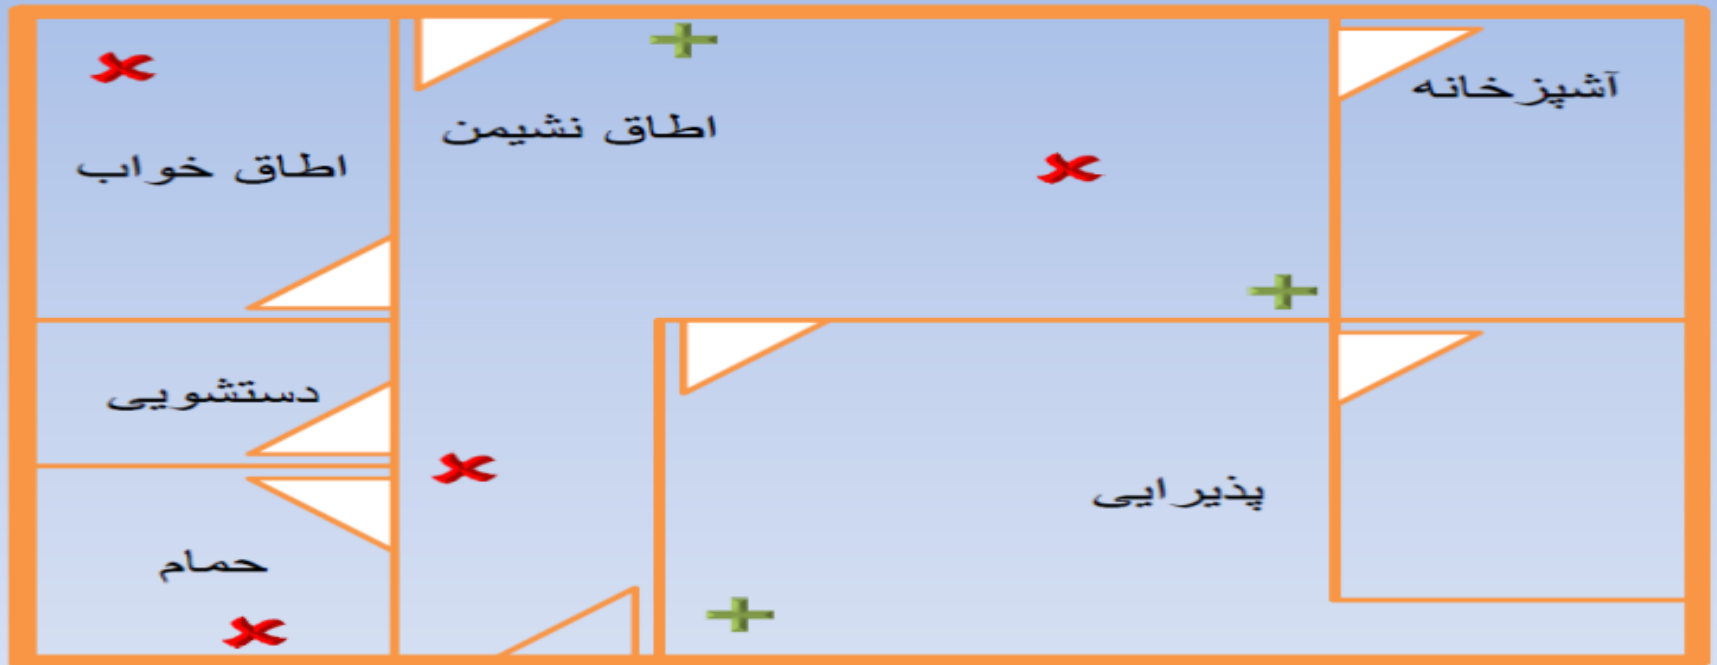 آشپزخانه
اطاق نشیمن
اطاق خواب
دستشویی
پذیرایی
حمام